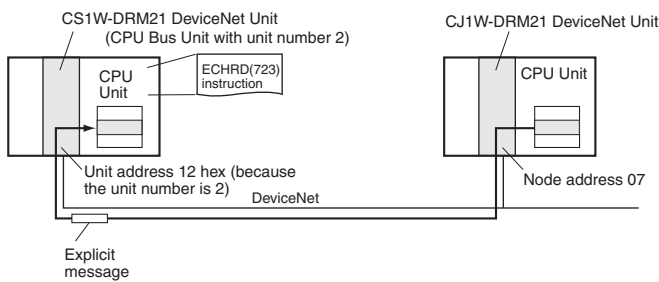 CS1W-DRM21 DeviceNet Unit
(CPU Bus Unit with unit number 2)
CJ1W-DRM21 DeviceNet Unit
CPU
Unit
ECHRD(723)
instruction
CPU Unit
Unit address 12 hex (because
the unit number is 2)
Node address 07
DeviceNet
Explicit
message